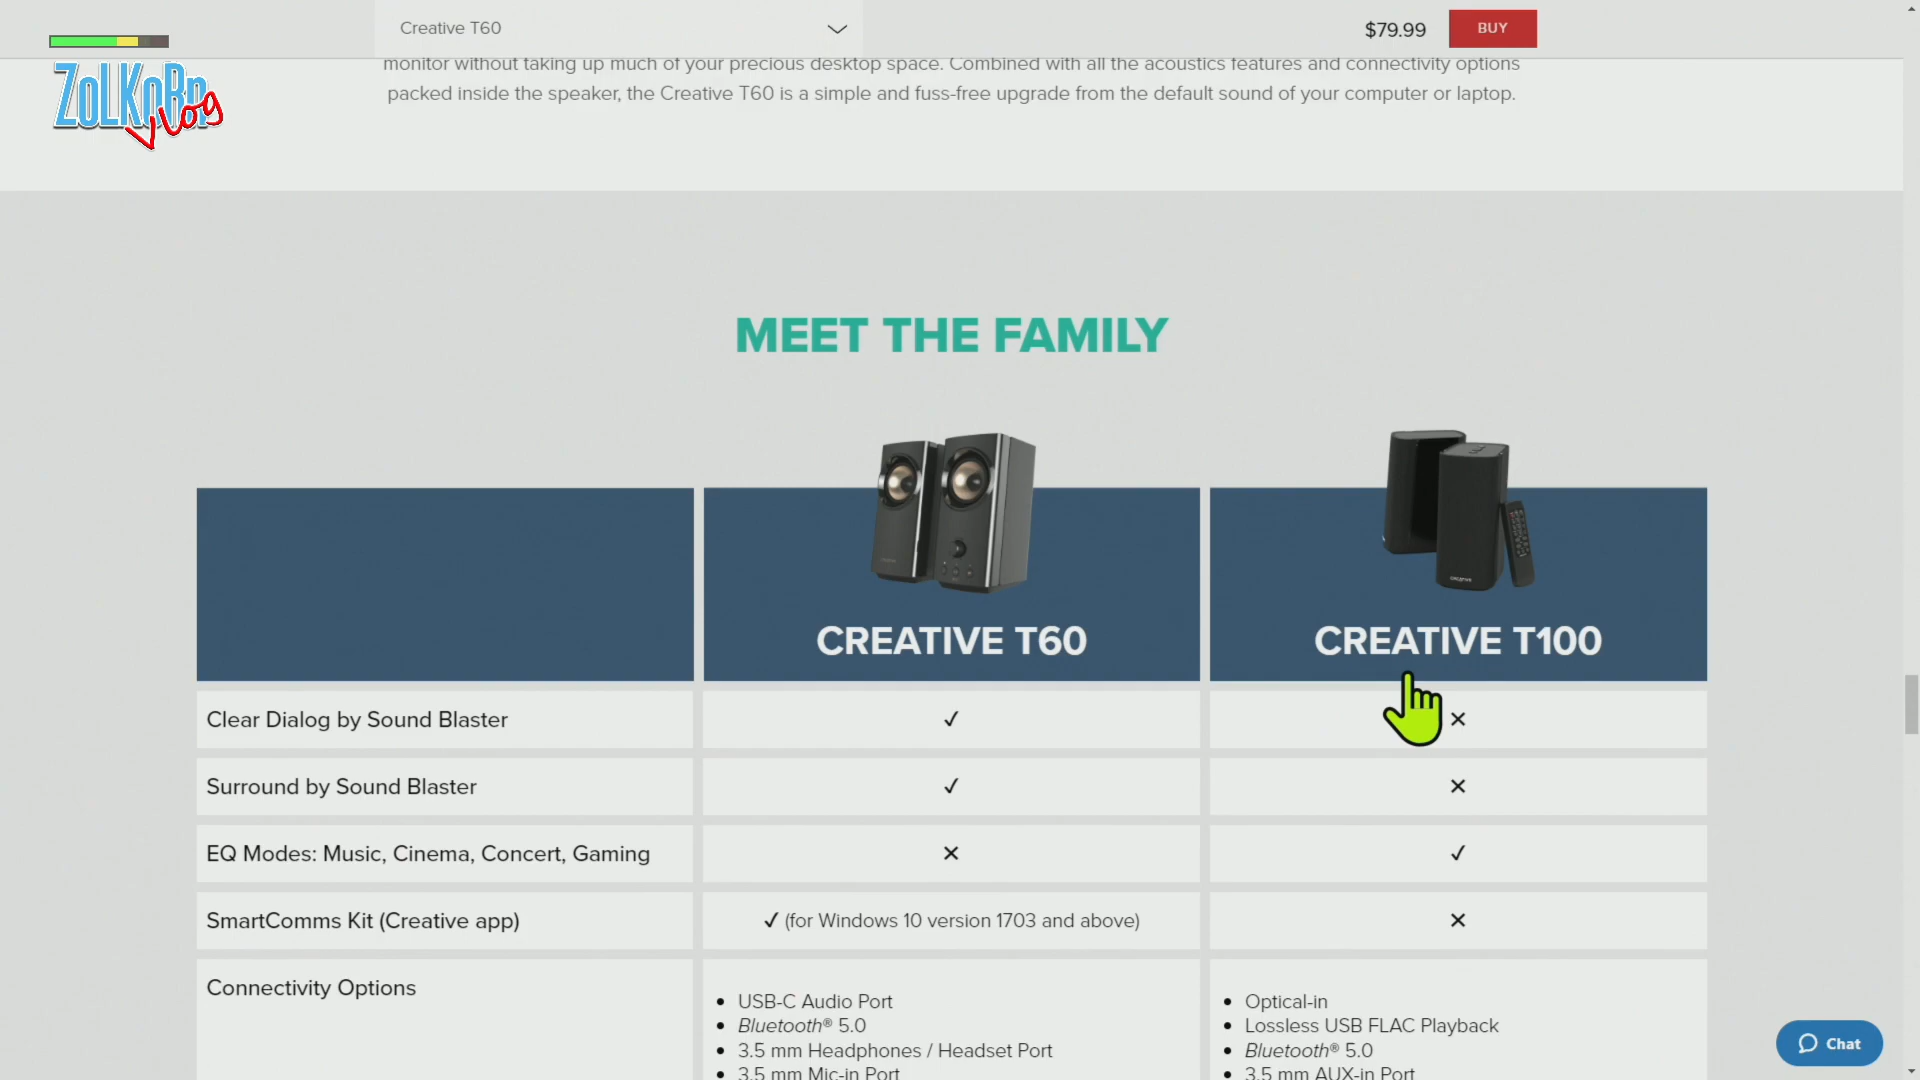 Creative T60
$79.99
BUY
monitor without taking up much of your precious desktop space. Combined with all the acoustics features and connectivity options
packed inside the speaker, the Creative T60 is a simple and fuss-free upgrade from the default sound of your computer or laptop.
ZOLKORN
Vlog
MEET THE FAMILY
CREATIVE
CREATIVE T60
CREATIVE T100
Clear Dialog by Sound Blaster
✓
✕
Surround by Sound Blaster
✓
✕
EQ Modes: Music, Cinema, Concert, Gaming
✕
✓
SmartComms Kit (Creative app)
✓ (for Windows 10 version 1703 and above)
✕
Connectivity Options
• USB-C Audio Port
• Bluetooth® 5.0
• 3.5 mm Headphones / Headset Port
• 3.5 mm Mic-in Port
• Optical-in
• Lossless USB FLAC Playback
• Bluetooth® 5.0
• 3.5 mm AUX-in Port
Chat